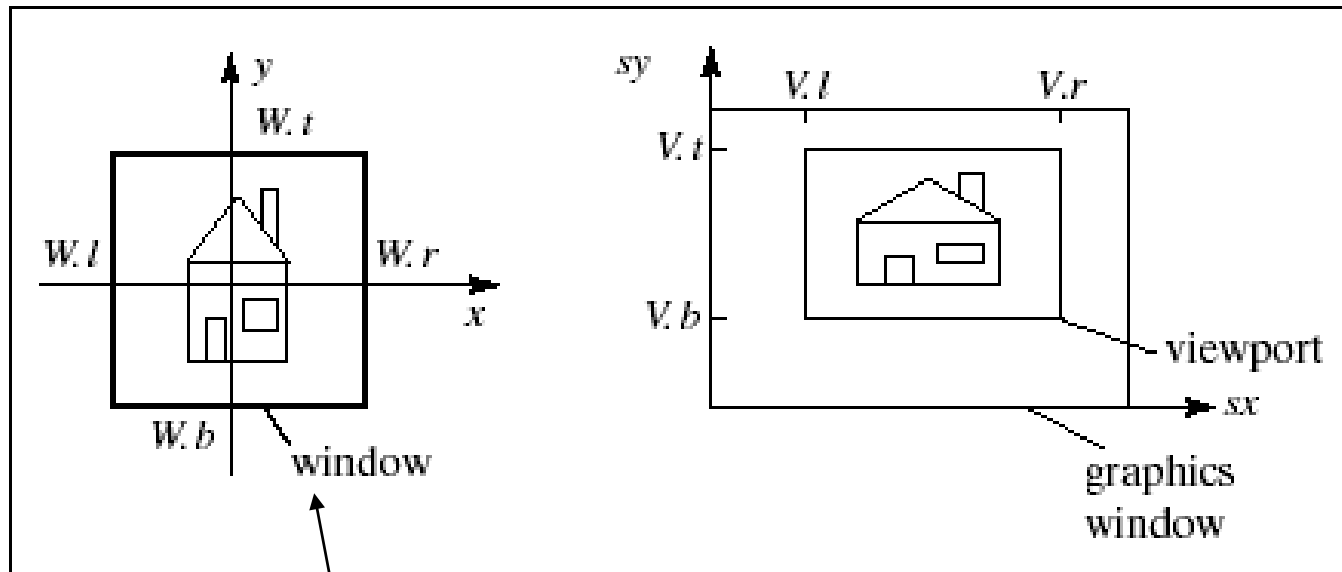 y
W. t
W. l
W. r
x
W. b
window
sy
V. l
V. r
V. t
V. b
viewport
sx
graphics
window